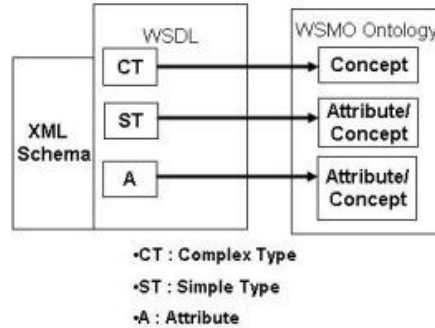 WSDL
WSMO Ontology
XML
Schema
CT
Concept
ST
Attribute/
Concept
A
Attribute/
Concept
•CT : Complex Type
•ST : Simple Type
•A : Attribute